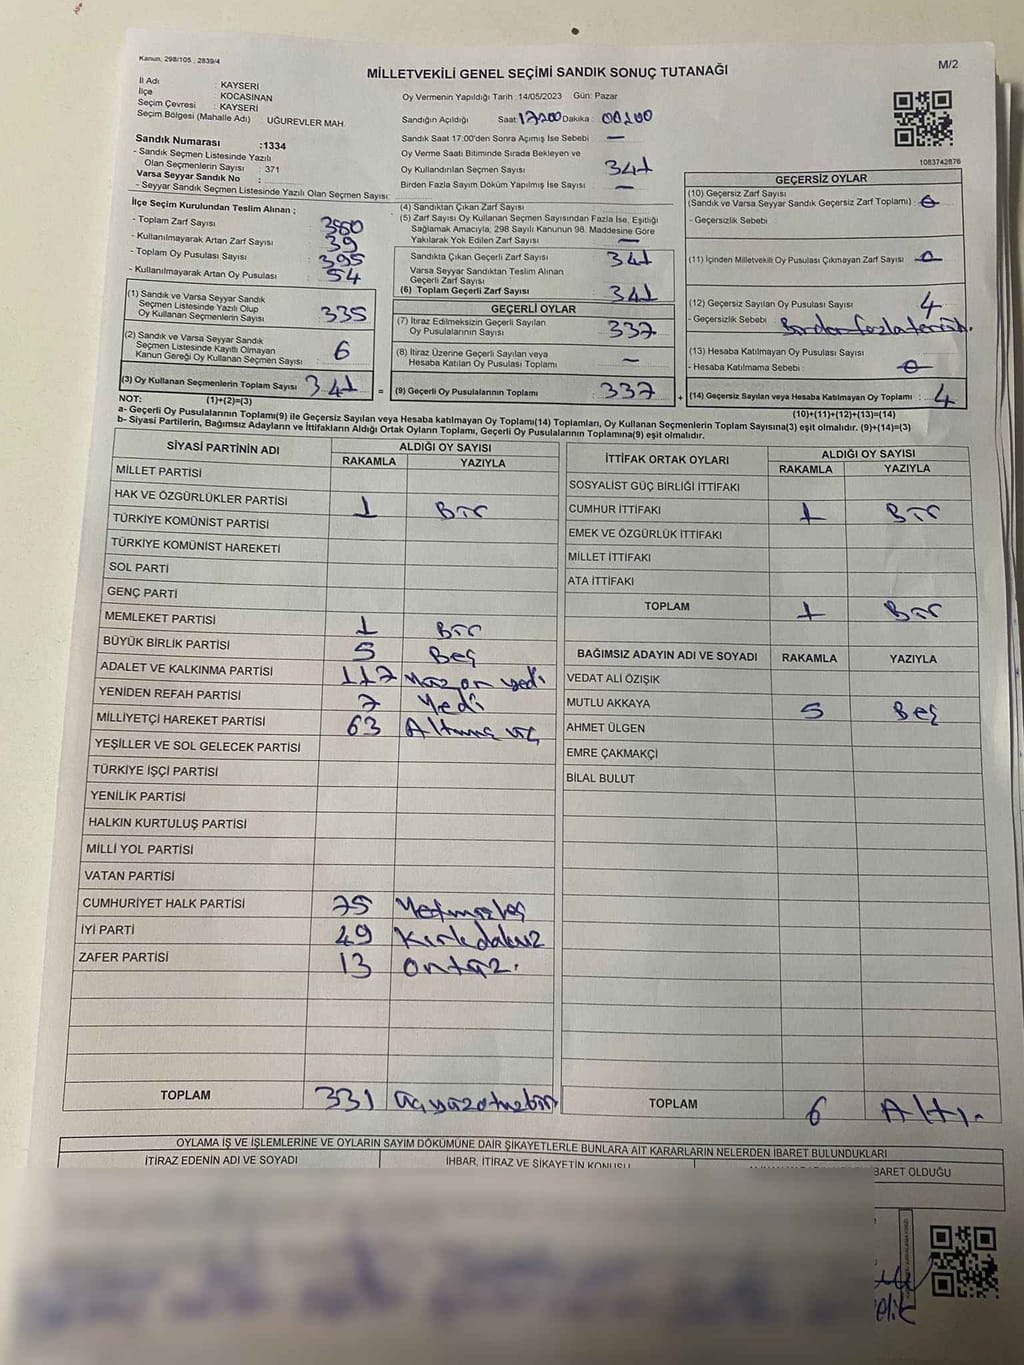 Kanun, 298/105 , 2839/4
MİLLETVEKİLİ GENEL SEÇİMİ SANDIK SONUÇ TUTANAĞI
M/2
İl Adı : KAYSERİ
İlçe : KOCASİNAN
Seçim Çevresi : KAYSERİ
Seçim Bölgesi (Mahalle Adı) UĞUREVLER MAH.
Sandık Numarası :1334
- Sandık Seçmen Listesinde Yazılı
Olan Seçmenlerin Sayısı : 371
Varsa Seyyar Sandık No :
- Seyyar Sandık Seçmen Listesinde Yazılı Olan Seçmen Sayısı:
Oy Vermenin Yapıldığı Tarih :14/05/2023 Gün: Pazar
Sandığın Açıldığı Saat: Dakika :
Sandık Saat 17:00'den Sonra Açımış İse Sebebi —
Oy Verme Saati Bitiminde Sırada Bekleyen ve
Oy Kullandırılan Seçmen Sayısı 341
Birden Fazla Sayım Döküm Yapılmış İse Sayısı —
1083742876
İlçe Seçim Kurulundan Teslim Alınan ;
- Toplam Zarf Sayısı : 380
- Kullanılmayarak Artan Zarf Sayısı : 39
- Toplam Oy Pusulası Sayısı : 395
- Kullanılmayarak Artan Oy Pusulası : 54
(1) Sandık ve Varsa Seyyar Sandık
Seçmen Listesinde Yazılı Olup
Oy Kullanan Seçmenlerin Sayısı : 335
(2) Sandık ve Varsa Seyyar Sandık
Seçmen Listesinde Kayıtlı Olmayan
Kanun Gereği Oy Kullanan Seçmen Sayısı : 6
(3) Oy Kullanan Seçmenlerin Toplam Sayısı : 341 =
(4) Sandıktan Çıkan Zarf Sayısı
(5) Zarf Sayısı Oy Kullanan Seçmen Sayısından Fazla İse, Eşitliği
Sağlamak Amacıyla, 298 Sayılı Kanunun 98. Maddesine Göre
Yakılarak Yok Edilen Zarf Sayısı —
Sandıkta Çıkan Geçerli Zarf Sayısı 341
Varsa Seyyar Sandıktan Teslim Alınan
Geçerli Zarf Sayısı
(6) Toplam Geçerli Zarf Sayısı 341
GEÇERLİ OYLAR
(7) İtiraz Edilmeksizin Geçerli Sayılan
Oy Pusulalarının Sayısı : 337
(8) İtiraz Üzerine Geçerli Sayılan veya
Hesaba Katılan Oy Pusulası Toplamı : —
(9) Geçerli Oy Pusulalarının Toplamı : 337 +
GEÇERSİZ OYLAR
(10) Geçersiz Zarf Sayısı
(Sandık ve Varsa Seyyar Sandık Geçersiz Zarf Toplamı) : 0
- Geçersizlik Sebebi
(11) İçinden Milletvekili Oy Pusulası Çıkmayan Zarf Sayısı : 0
(12) Geçersiz Sayılan Oy Pusulası Sayısı : 4
- Geçersizlik Sebebi
(13) Hesaba Katılmayan Oy Pusulası Sayısı
- Hesaba Katılmama Sebebi : 0
(14) Geçersiz Sayılan veya Hesaba Katılmayan Oy Toplamı : 4
NOT: (1)+(2)=(3)
(10)+(11)+(12)+(13)=(14)
a- Geçerli Oy Pusulalarının Toplamı(9) ile Geçersiz Sayılan veya Hesaba katılmayan Oy Toplamı(14) Toplamları, Oy Kullanan Seçmenlerin Toplam Sayısına(3) eşit olmalıdır. (9)+(14)=(3)
b- Siyasi Partilerin, Bağımsız Adayların ve İttifakların Aldığı Ortak Oyların Toplamı, Geçerli Oy Pusulalarının Toplamına(9) eşit olmalıdır.
SİYASİ PARTİNİN ADI ALDIĞI OY SAYISI
RAKAMLA YAZIYLA
MİLLET PARTİSİ
HAK VE ÖZGÜRLÜKLER PARTİSİ 1 Bir
TÜRKİYE KOMÜNİST PARTİSİ
TÜRKİYE KOMÜNİST HAREKETİ
SOL PARTİ
GENÇ PARTİ
MEMLEKET PARTİSİ 1 Bir
BÜYÜK BİRLİK PARTİSİ 5 Beş
ADALET VE KALKINMA PARTİSİ 117 yüz on yedi
YENİDEN REFAH PARTİSİ 7 Yedi
MİLLİYETÇİ HAREKET PARTİSİ 63 Altmış üç
YEŞİLLER VE SOL GELECEK PARTİSİ
TÜRKİYE İŞÇİ PARTİSİ
YENİLİK PARTİSİ
HALKIN KURTULUŞ PARTİSİ
MİLLİ YOL PARTİSİ
VATAN PARTİSİ
CUMHURİYET HALK PARTİSİ 75 Yetmişbeş
İYİ PARTİ 49 Kırkdokuz
ZAFER PARTİSİ 13 Onüç.
TOPLAM 331 üçyüzotuzbir
İTTİFAK ORTAK OYLARI ALDIĞI OY SAYISI
RAKAMLA YAZIYLA
SOSYALİST GÜÇ BİRLİĞİ İTTİFAKI
CUMHUR İTTİFAKI 1 Bir
EMEK VE ÖZGÜRLÜK İTTİFAKI
MİLLET İTTİFAKI
ATA İTTİFAKI
TOPLAM 1 Bir
BAĞIMSIZ ADAYIN ADI VE SOYADI RAKAMLA YAZIYLA
VEDAT ALİ ÖZIŞIK
MUTLU AKKAYA 5 Beş
AHMET ÜLGEN
EMRE ÇAKMAKÇİ
BİLAL BULUT
TOPLAM 6 Altı.
OYLAMA İŞ VE İŞLEMLERİNE VE OYLARIN SAYIM DÖKÜMÜNE DAİR ŞİKAYETLERLE BUNLARA AİT KARARLARIN NELERDEN İBARET BULUNDUKLARI
İTİRAZ EDENİN ADI VE SOYADI İHBAR, İTİRAZ VE ŞİKAYETİN KONUSU İBARET OLDUĞU